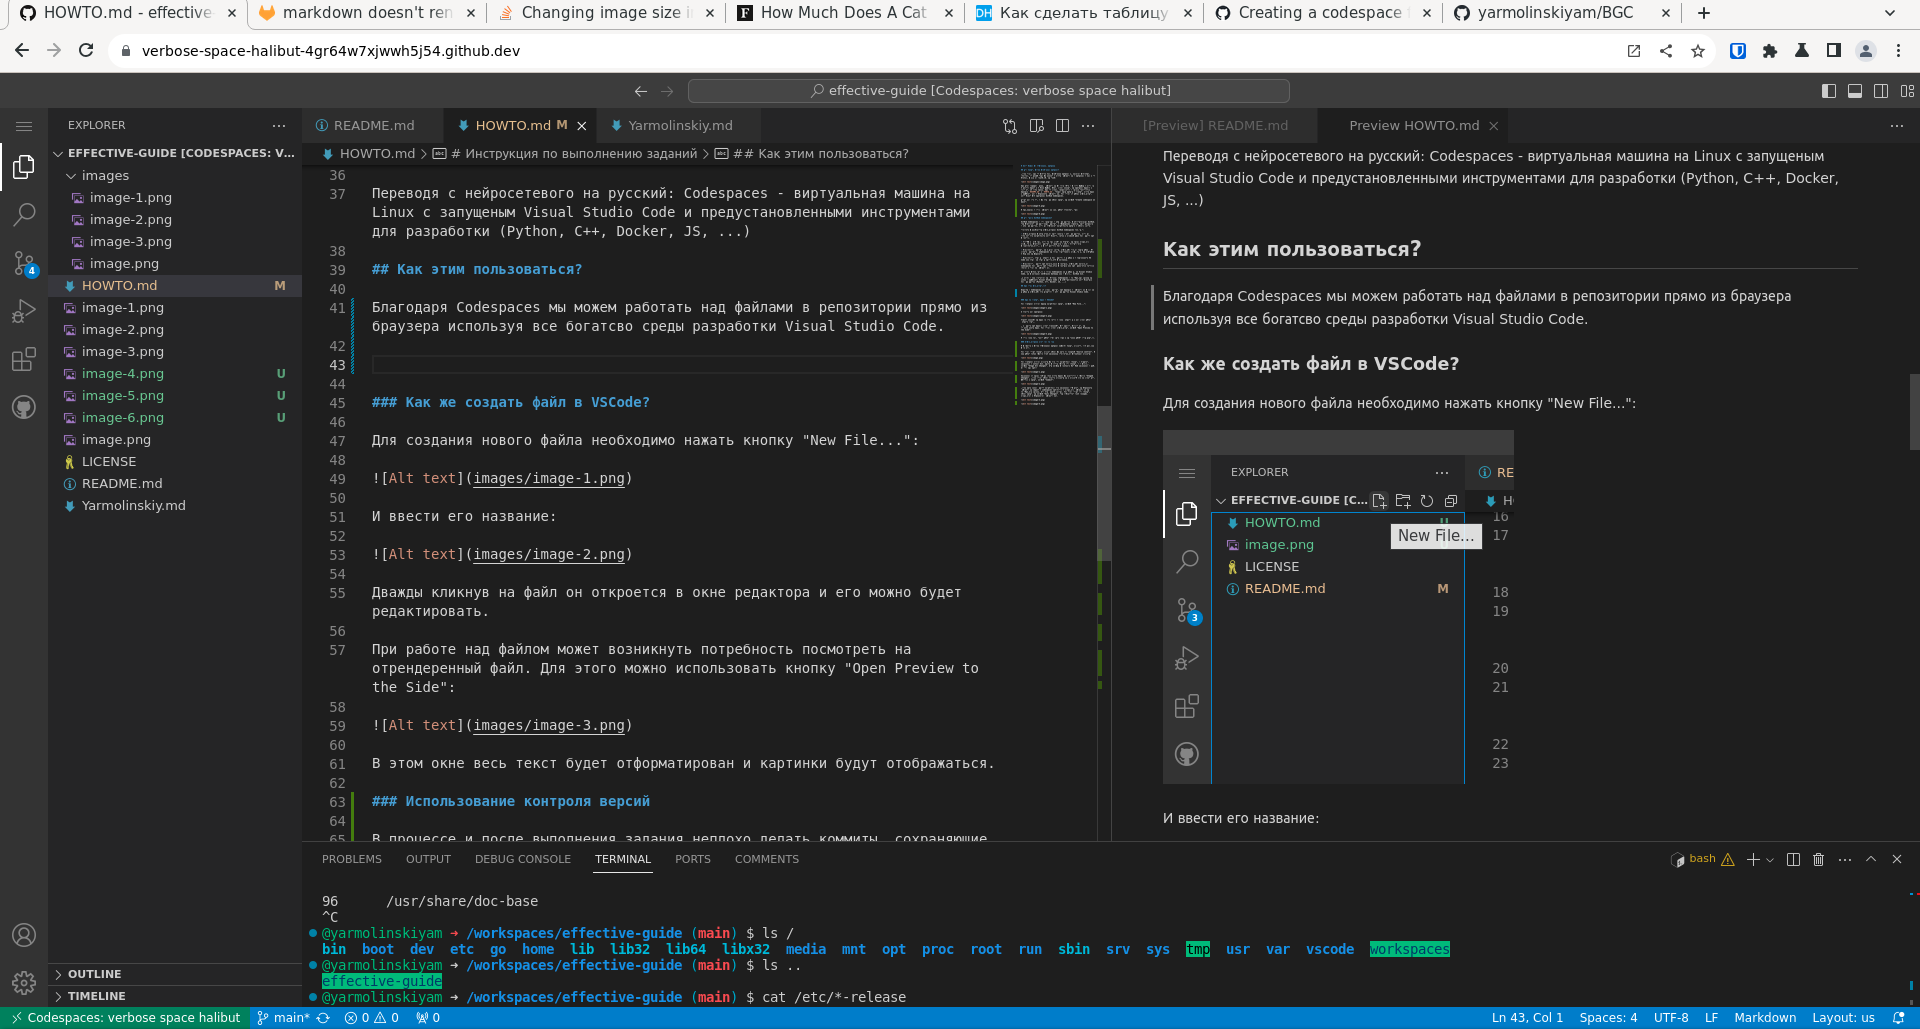 HOWTO.md - effective-
markdown doesn't ren
Changing image size i
How Much Does A Cat
Как сделать таблицу
Creating a codespace f
yarmolinskiyam/BGC
verbose-space-halibut-4gr64w7xjwwh5j54.github.dev
effective-guide [Codespaces: verbose space halibut]
EXPLORER
EFFECTIVE-GUIDE [CODESPACES: V...
images
image-1.png
image-2.png
image-3.png
image.png
HOWTO.md M
image-1.png
image-2.png
image-3.png
image-4.png U
image-5.png U
image-6.png U
image.png
LICENSE
README.md
Yarmolinskiy.md
4
OUTLINE
TIMELINE
README.md
HOWTO.md M
Yarmolinskiy.md
HOWTO.md > # Инструкция по выполнению заданий > ## Как этим пользоваться?
36
37 Переводя с нейросетевого на русский: Codespaces - виртуальная машина на
Linux с запущеным Visual Studio Code и предустановленными инструментами
для разработки (Python, C++, Docker, JS, ...)
38
39 ## Как этим пользоваться?
40
41 Благодаря Codespaces мы можем работать над файлами в репозитории прямо из
браузера используя все богатсво среды разработки Visual Studio Code.
42
43
44
45 ### Как же создать файл в VSCode?
46
47 Для создания нового файла необходимо нажать кнопку "New File...":
48
49 ![Alt text](images/image-1.png)
50
51 И ввести его название:
52
53 ![Alt text](images/image-2.png)
54
55 Дважды кликнув на файл он откроется в окне редактора и его можно будет
редактировать.
56
57 При работе над файлом может возникнуть потребность посмотреть на
отрендеренный файл. Для этого можно использовать кнопку "Open Preview to
the Side":
58
59 ![Alt text](images/image-3.png)
60
61 В этом окне весь текст будет отформатирован и картинки будут отображаться.
62
63 ### Использование контроля версий
64
65 В процессе и после выполнения задания неплохо делать коммиты, сохраняющие
[Preview] README.md
Preview HOWTO.md
Переводя с нейросетевого на русский: Codespaces - виртуальная машина на Linux с запущеным
Visual Studio Code и предустановленными инструментами для разработки (Python, C++, Docker,
JS, ...)
Как этим пользоваться?
Благодаря Codespaces мы можем работать над файлами в репозитории прямо из браузера
используя все богатсво среды разработки Visual Studio Code.
Как же создать файл в VSCode?
Для создания нового файла необходимо нажать кнопку "New File...":
EXPLORER
RE
EFFECTIVE-GUIDE [C...
H
HOWTO.md U
16
New File...
17
image.png
LICENSE
README.md M
18
19
3
20
21
22
23
И ввести его название:
PROBLEMS OUTPUT DEBUG CONSOLE TERMINAL PORTS COMMENTS
bash
96 /usr/share/doc-base
^C
@yarmolinskiyam ➜ /workspaces/effective-guide (main) $ ls /
bin boot dev etc go home lib lib32 lib64 libx32 media mnt opt proc root run sbin srv sys tmp usr var vscode workspaces
@yarmolinskiyam ➜ /workspaces/effective-guide (main) $ ls ..
effective-guide
@yarmolinskiyam ➜ /workspaces/effective-guide (main) $ cat /etc/*-release
Codespaces: verbose space halibut main* 0 0 0
Ln 43, Col 1 Spaces: 4 UTF-8 LF Markdown Layout: us